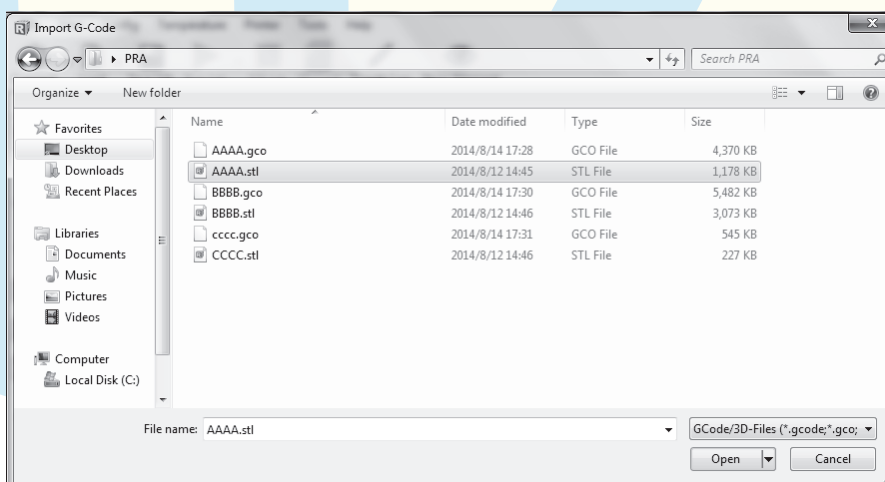 Import G-Code
Temperature Printer Tools Help
PRA
Search PRA
Organize New folder
Name Date modified Type Size
Favorites
Desktop
Downloads
Recent Places
Libraries
Documents
Music
Pictures
Videos
Computer
Local Disk (C:)
AAAA.gco 2014/8/14 17:28 GCO File 4,370 KB
AAAA.stl 2014/8/12 14:45 STL File 1,178 KB
BBBB.gco 2014/8/14 17:30 GCO File 5,482 KB
BBBB.stl 2014/8/12 14:46 STL File 3,073 KB
cccc.gco 2014/8/14 17:31 GCO File 545 KB
CCCC.stl 2014/8/12 14:46 STL File 227 KB
File name: AAAA.stl GCode/3D-Files (*.gcode;*.gco;
Open Cancel